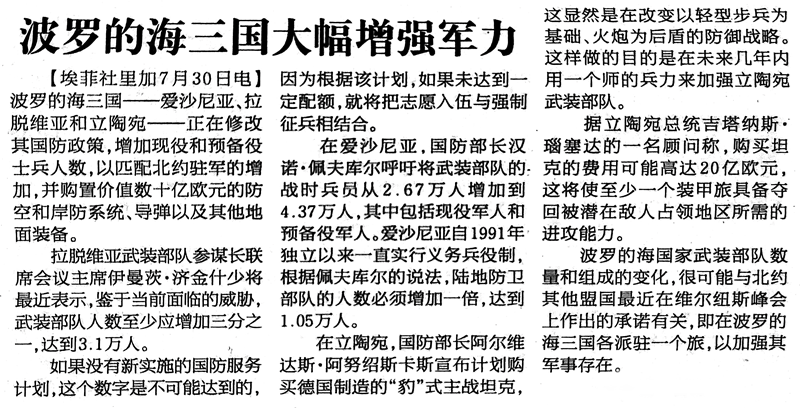 波罗的海三国大幅增强军力
【埃菲社里加7月30日电】
波罗的海三国——爱沙尼亚、拉
脱维亚和立陶宛——正在修改
其国防政策，增加现役和预备役
士兵人数，以匹配北约驻军的增
加，并购置价值数十亿欧元的防
空和岸防系统、导弹以及其他地
面装备。
拉脱维亚武装部队参谋长联
席会议主席伊曼茨·济金什少将
最近表示，鉴于当前面临的威胁，
武装部队人数至少应增加三分之
一，达到3.1万人。
如果没有新实施的国防服务
计划，这个数字是不可能达到的，
因为根据该计划，如果未达到一
定配额，就将把志愿入伍与强制
征兵相结合。
在爱沙尼亚，国防部长汉
诺·佩夫库尔呼吁将武装部队的
战时兵员从2.67万人增加到
4.37万人，其中包括现役军人和
预备役军人。爱沙尼亚自1991年
独立以来一直实行义务兵役制，
根据佩夫库尔的说法，陆地防卫
部队的人数必须增加一倍，达到
1.05万人。
在立陶宛，国防部长阿尔维
达斯·阿努绍斯卡斯宣布计划购
买德国制造的“豹”式主战坦克，
这显然是在改变以轻型步兵为
基础、火炮为后盾的防御战略。
这样做的目的是在未来几年内
用一个师的兵力来加强立陶宛
武装部队。
据立陶宛总统吉塔纳斯·
瑙塞达的一名顾问称，购买坦
克的费用可能高达20亿欧元，
这将使至少一个装甲旅具备夺
回被潜在敌人占领地区所需的
进攻能力。
波罗的海国家武装部队数
量和组成的变化，很可能与北约
其他盟国最近在维尔纽斯峰会
上作出的承诺有关，即在波罗的
海三国各派驻一个旅，以加强其
军事存在。